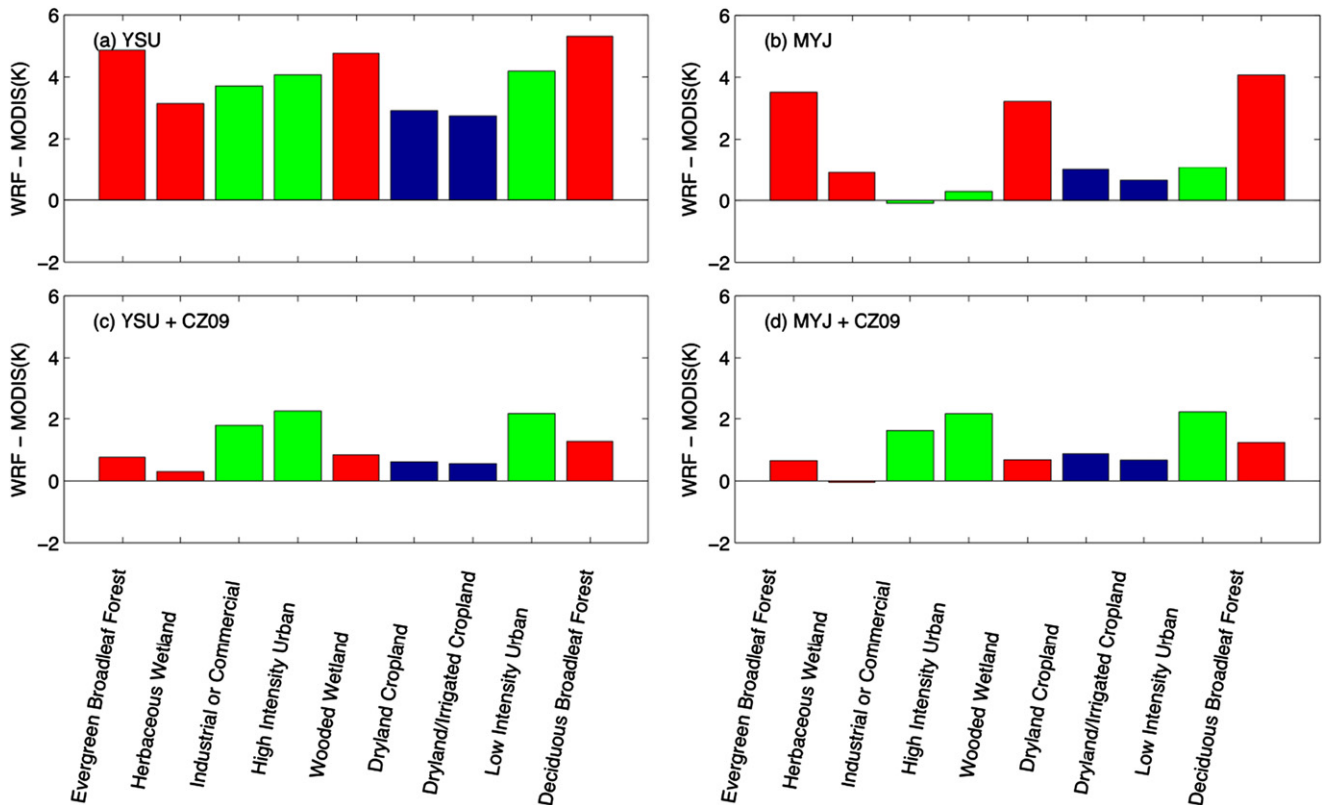 (a) YSU
WRF – MODIS(K)
6
4
2
0
−2
(b) MYJ
WRF – MODIS(K)
6
4
2
0
−2
(c) YSU + CZ09
WRF – MODIS(K)
6
4
2
0
−2
(d) MYJ + CZ09
WRF – MODIS(K)
6
4
2
0
−2
Evergreen Broadleaf Forest
Herbaceous Wetland
Industrial or Commercial
High Intensity Urban
Wooded Wetland
Dryland Cropland
Dryland/Irrigated Cropland
Low Intensity Urban
Deciduous Broadleaf Forest
Evergreen Broadleaf Forest
Herbaceous Wetland
Industrial or Commercial
High Intensity Urban
Wooded Wetland
Dryland Cropland
Dryland/Irrigated Cropland
Low Intensity Urban
Deciduous Broadleaf Forest